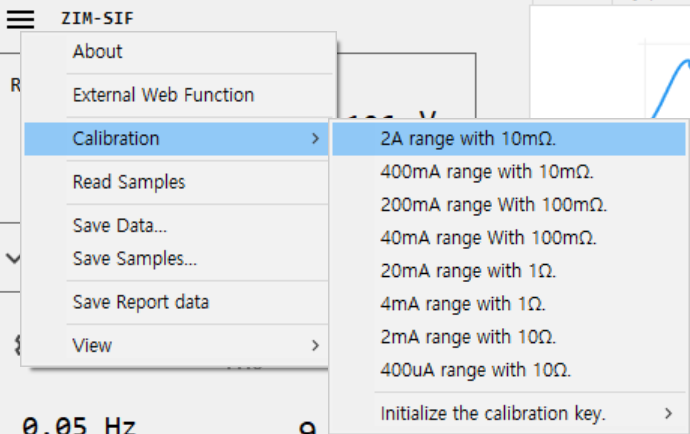 ZIM-SIF
About
External Web Function
Calibration
Read Samples
Save Data...
Save Samples...
Save Report data
View
2A range with 10mΩ.
400mA range with 10mΩ.
200mA range With 100mΩ.
40mA range With 100mΩ.
20mA range with 1Ω.
4mA range with 1Ω.
2mA range with 10Ω.
400uA range with 10Ω.
Initialize the calibration key.
R
0.05 Hz
9